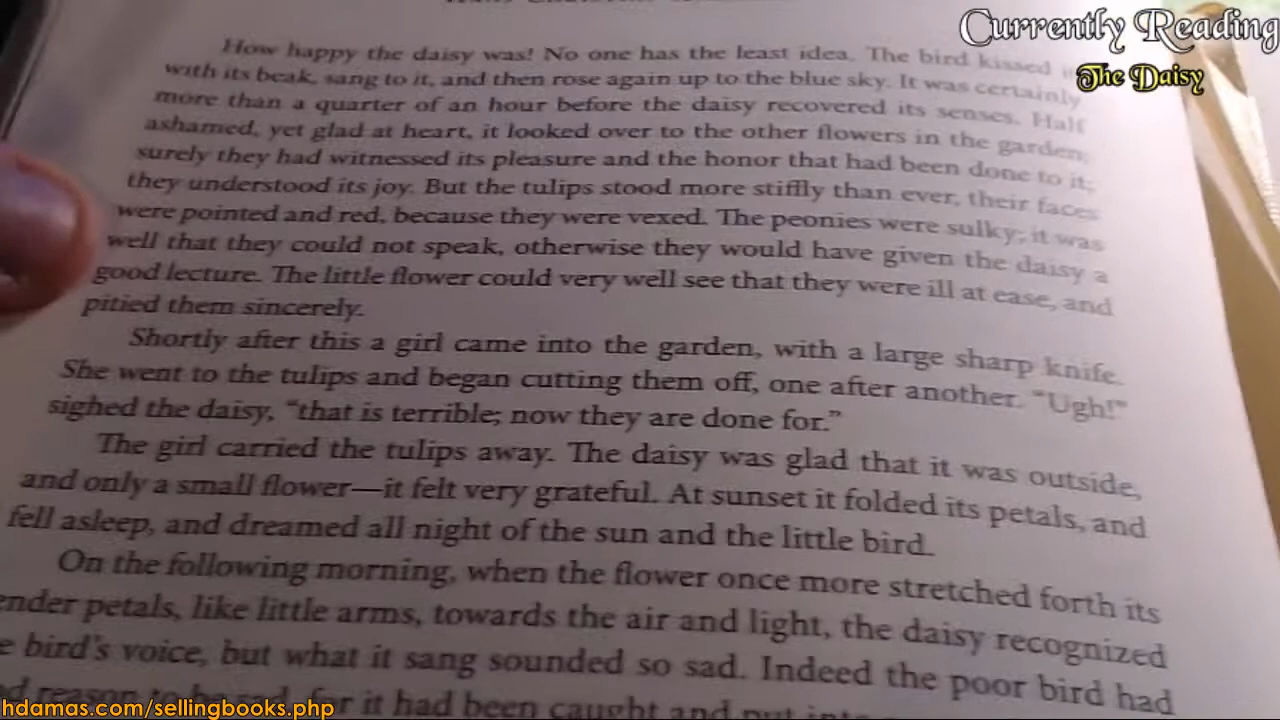 Currently Reading
The Daisy
How happy the daisy was! No one has the least idea. The bird kissed
with its beak, sang to it, and then rose again up to the blue sky. It was certainly
more than a quarter of an hour before the daisy recovered its senses. Half
ashamed, yet glad at heart, it looked over to the other flowers in the garden;
surely they had witnessed its pleasure and the honor that had been done to it;
they understood its joy. But the tulips stood more stiffly than ever, their faces
were pointed and red, because they were vexed. The peonies were sulky; it was
well that they could not speak, otherwise they would have given the daisy a
good lecture. The little flower could very well see that they were ill at ease, and
pitied them sincerely.
Shortly after this a girl came into the garden, with a large sharp knife.
She went to the tulips and began cutting them off, one after another. “Ugh!”
sighed the daisy, “that is terrible; now they are done for.”
The girl carried the tulips away. The daisy was glad that it was outside,
and only a small flower—it felt very grateful. At sunset it folded its petals, and
fell asleep, and dreamed all night of the sun and the little bird.
On the following morning, when the flower once more stretched forth its
ender petals, like little arms, towards the air and light, the daisy recognized
e bird's voice, but what it sang sounded so sad. Indeed the poor bird had
d reason to be sad, for it had been caught and put into
hdamas.com/sellingbooks.php